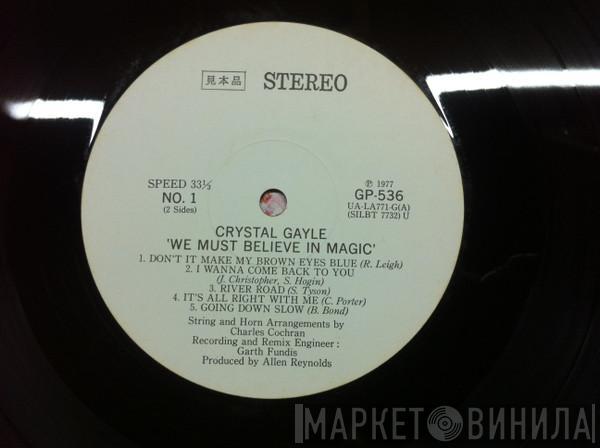 見本品 STEREO
SPEED 33⅓
NO. 1
(2 Sides)
Ⓟ 1977
GP-536
UA-LA771-G(A)
(SILBT 7732) U
CRYSTAL GAYLE
'WE MUST BELIEVE IN MAGIC'
1. DON'T IT MAKE MY BROWN EYES BLUE (R. Leigh)
2. I WANNA COME BACK TO YOU
(J. Christopher, S. Hogin)
3. RIVER ROAD (S. Tyson)
4. IT'S ALL RIGHT WITH ME (C. Porter)
5. GOING DOWN SLOW (B. Bond)
String and Horn Arrangements by
Charles Cochran
Recording and Remix Engineer:
Garth Fundis
Produced by Allen Reynolds
МАРКЕТ ВИНИЛА